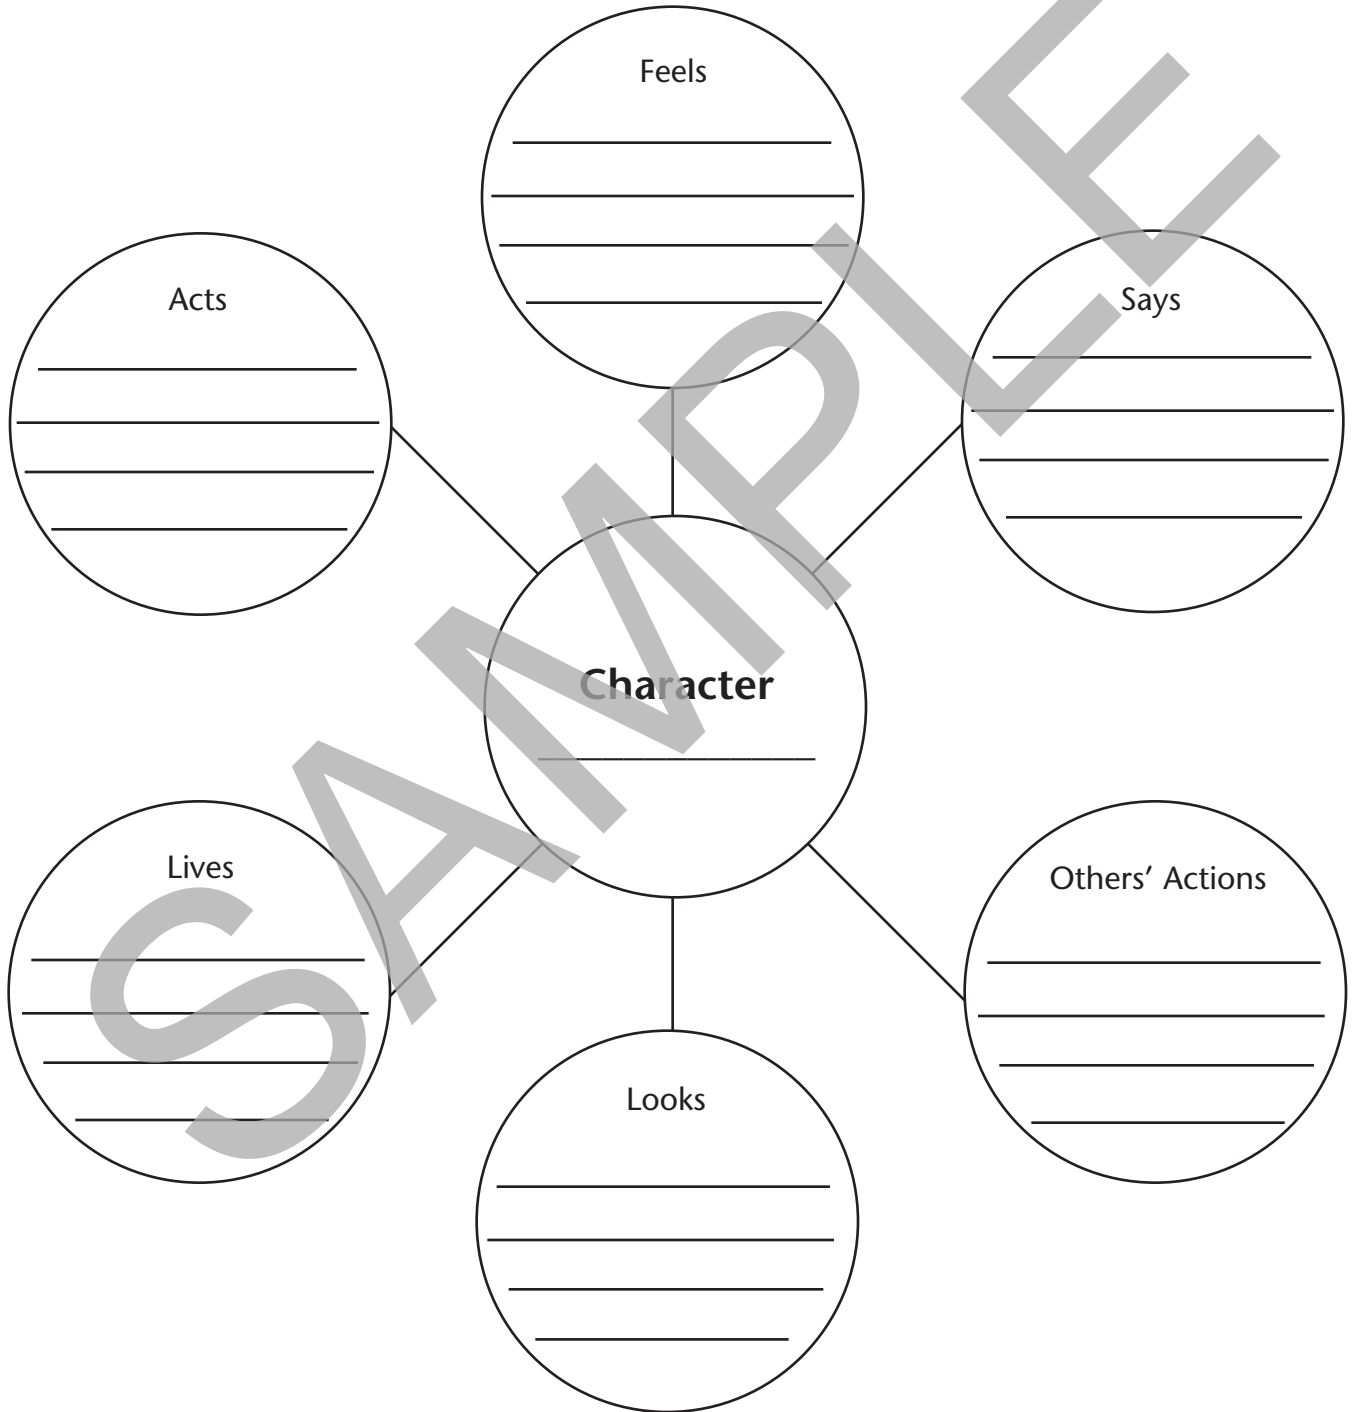 Feels
Acts
Says
Character
Lives
Others’ Actions
Looks
SAMPLE